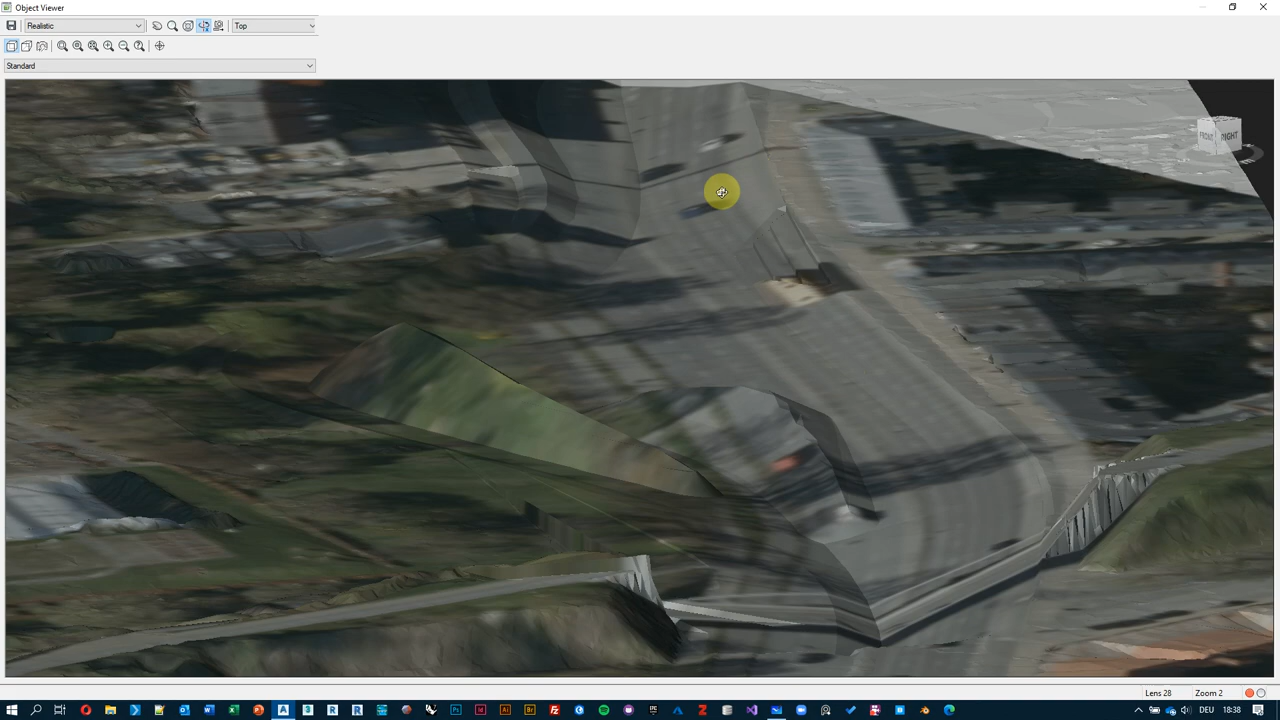 Object Viewer
Realistic
Top
Standard
FRONT RIGHT
Lens 28
Zoom 2
DEU
18:38